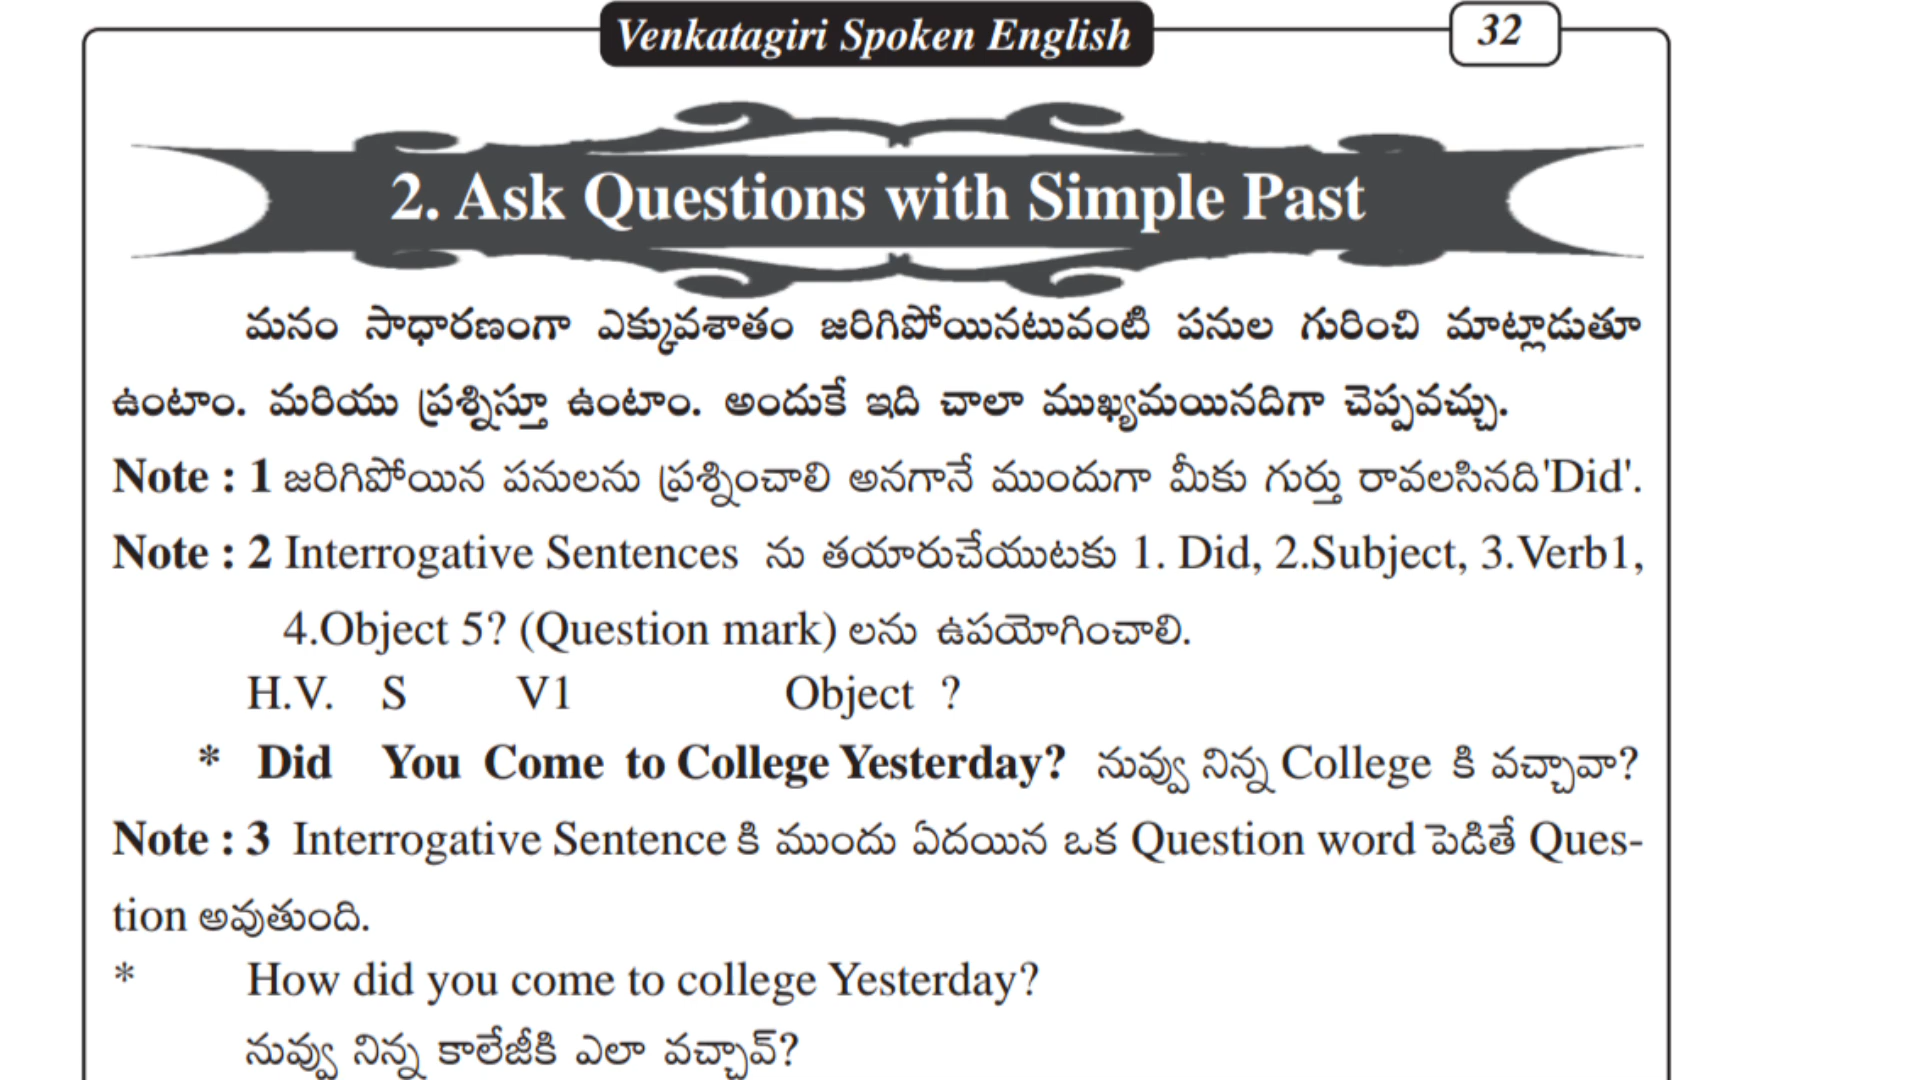 Venkatagiri Spoken English
32
2. Ask Questions with Simple Past
మనం సాధారణంగా ఎక్కువశాతం జరిగిపోయినటువంటి పనుల గురించి మాట్లాడుతూ
ఉంటాం. మరియు ప్రశ్నిస్తూ ఉంటాం. అందుకే ఇది చాలా ముఖ్యమయినదిగా చెప్పవచ్చు.
Note : 1 జరిగిపోయిన పనులను ప్రశ్నించాలి అనగానే ముందుగా మీకు గుర్తు రావలసినది'Did'.
Note : 2 Interrogative Sentences ను తయారుచేయుటకు 1. Did, 2.Subject, 3.Verb1,
4.Object 5? (Question mark) లను ఉపయోగించాలి.
H.V. S V1 Object ?
* Did You Come to College Yesterday? నువ్వు నిన్న College కి వచ్చావా?
Note : 3 Interrogative Sentence కి ముందు ఏదయిన ఒక Question word పెడితే Ques-
tion అవుతుంది.
* How did you come to college Yesterday?
నువ్వు నిన్న కాలేజీకి ఎలా వచ్చావ్?